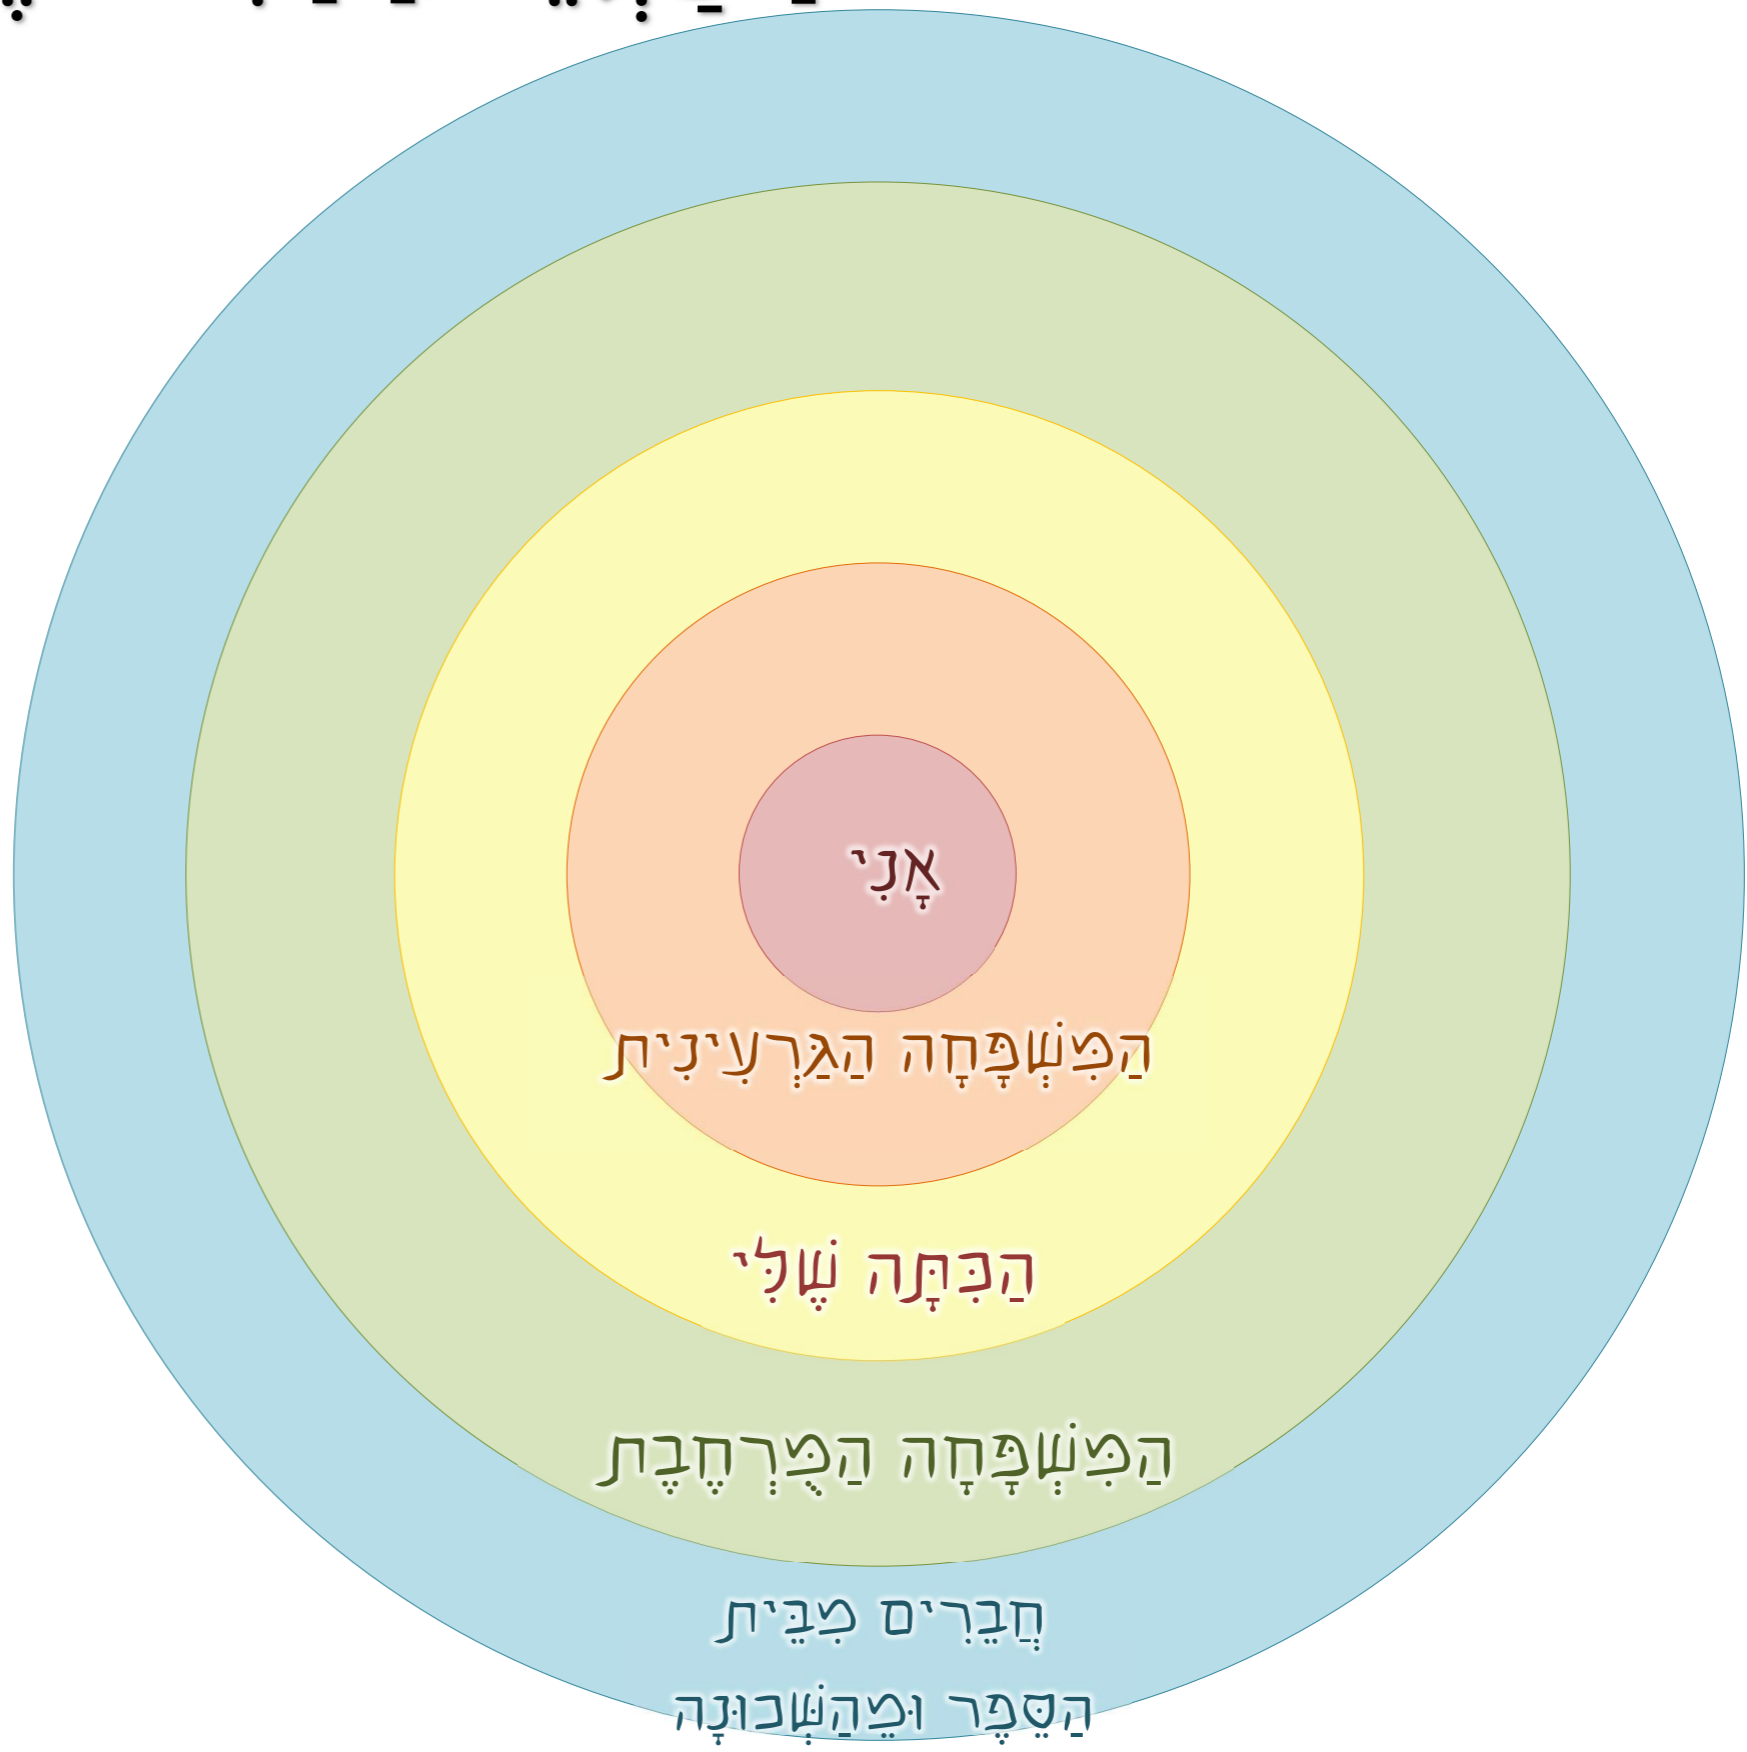 אָנִי
הַמִּשְׁפָּחָה הַגַּרְעִינִית
הַכִּתָּה שֶׁלִּי
הַמִּשְׁפָּחָה הַמֻּרְחֶבֶת
חֲבֵרִים מִבֵּית
הַסֵּפֶר וּמֵהַשְּׁכוּנָה